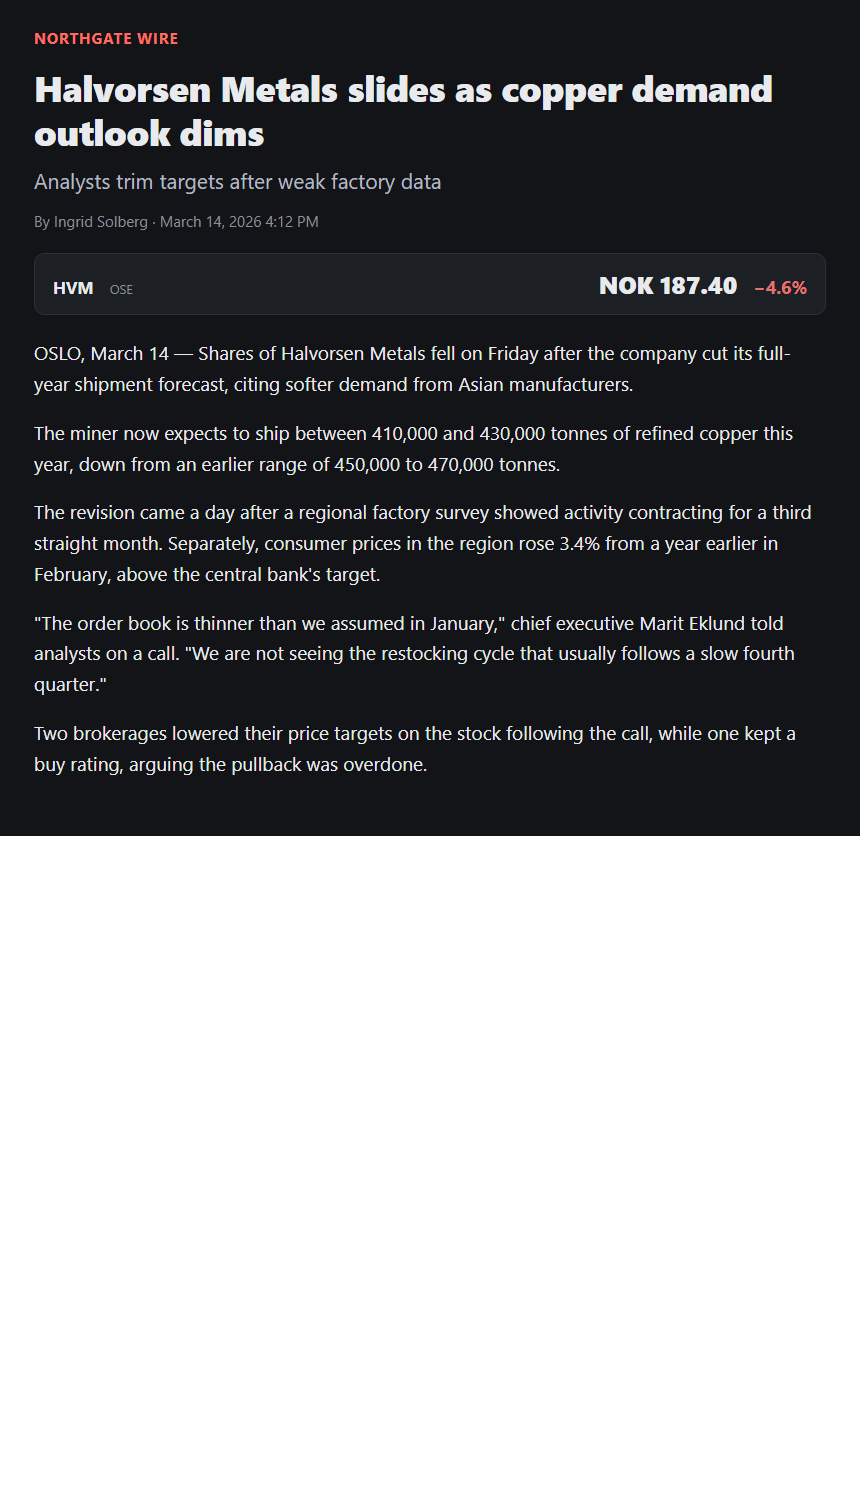 NORTHGATE WIRE
Halvorsen Metals slides as copper demand
outlook dims
Analysts trim targets after weak factory data
By Ingrid Solberg · March 14, 2026 4:12 PM
HVM OSE NOK 187.40 −4.6%
OSLO, March 14 — Shares of Halvorsen Metals fell on Friday after the company cut its full-
year shipment forecast, citing softer demand from Asian manufacturers.
The miner now expects to ship between 410,000 and 430,000 tonnes of refined copper this
year, down from an earlier range of 450,000 to 470,000 tonnes.
The revision came a day after a regional factory survey showed activity contracting for a third
straight month. Separately, consumer prices in the region rose 3.4% from a year earlier in
February, above the central bank's target.
"The order book is thinner than we assumed in January," chief executive Marit Eklund told
analysts on a call. "We are not seeing the restocking cycle that usually follows a slow fourth
quarter."
Two brokerages lowered their price targets on the stock following the call, while one kept a
buy rating, arguing the pullback was overdone.